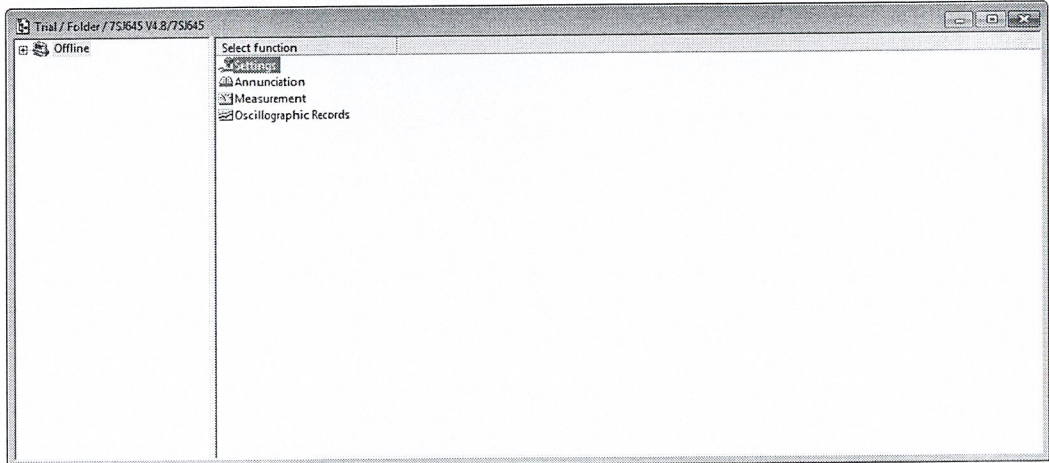 Trial / Folder / 7SJ645 V4.8/7SJ645
Offline
Select function
Settings
Annunciation
Measurement
Oscillographic Records